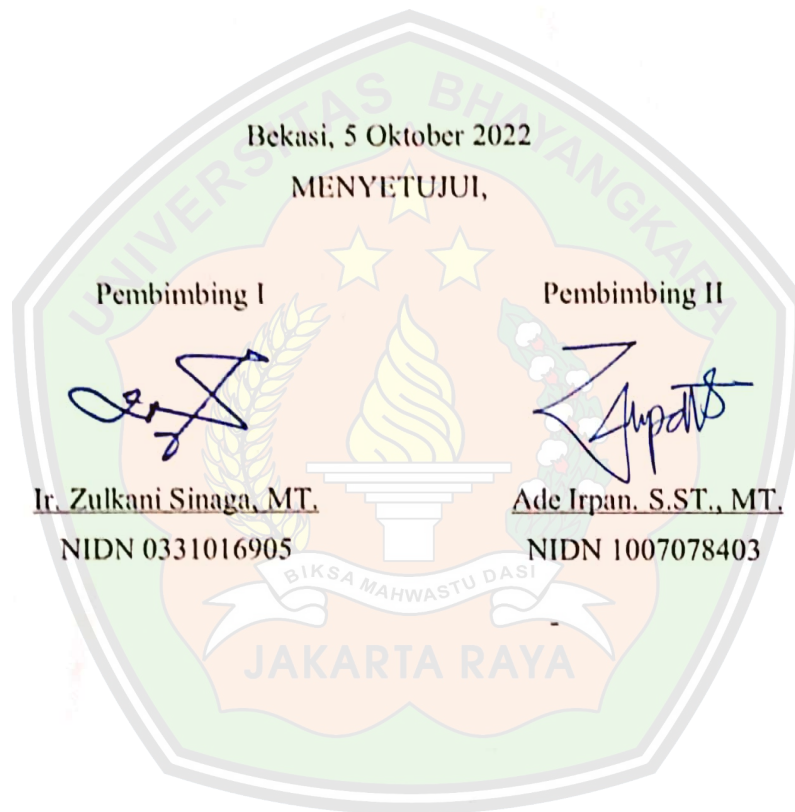 UNIVERSITAS BHAYANGKARA
Bekasi, 5 Oktober 2022
MENYETUJUI,
Pembimbing I
Pembimbing II
Ir. Zulkani Sinaga, MT.
Ade Irpan. S.ST., MT.
NIDN 0331016905
NIDN 1007078403
BIKSA MAHWASTU DASI
-
JAKARTA RAYA